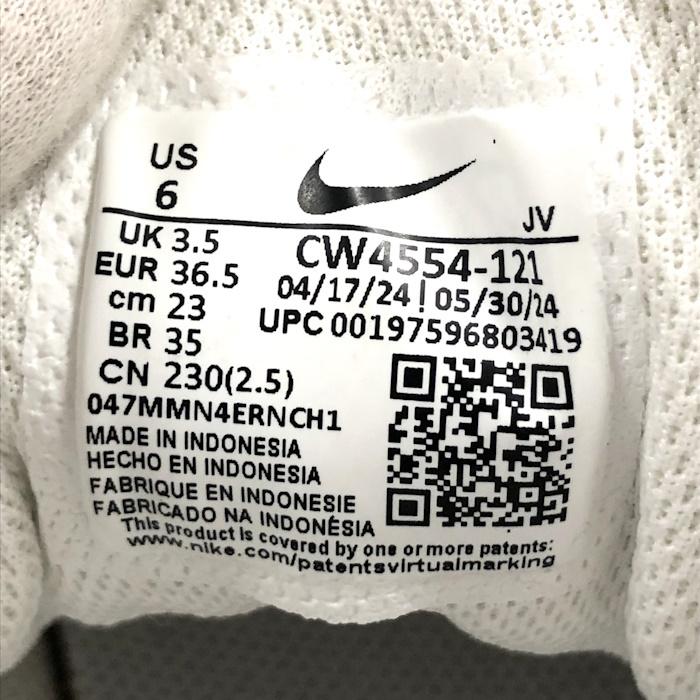 US
6
JV
UK 3.5
EUR 36.5
cm 23
BR 35
CN 230(2.5)
CW4554-121
04/17/24 ! 05/30/24
UPC 00197596803419
047MMN4ERNCH1
MADE IN INDONESIA
HECHO EN INDONESIA
FABRIQUE EN INDONESIE
FABRICADO NA INDONÉSIA
This product is covered by one or more patents:
www.nike.com/patentsvirtualmarking